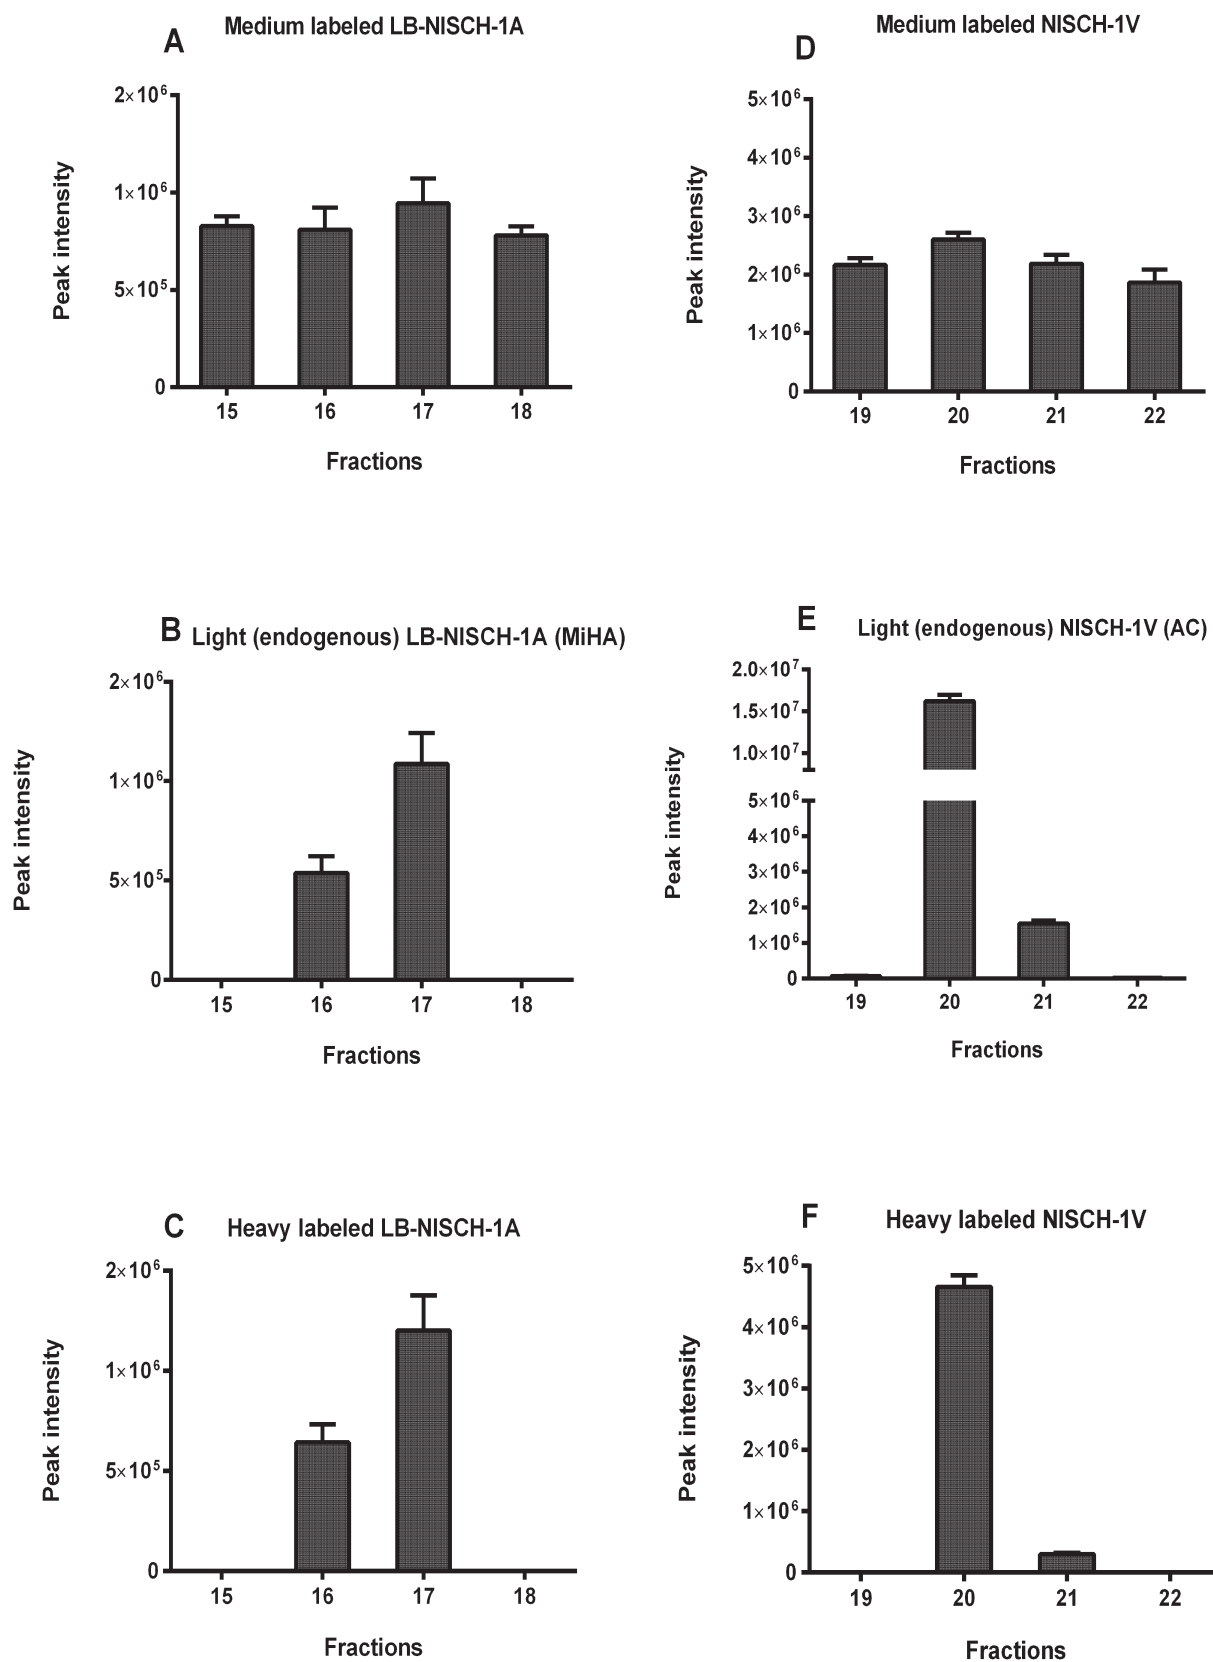 A Medium labeled LB-NISCH-1A
Peak intensity
2×10⁶
1×10⁶
5×10⁵
0
15 16 17 18
Fractions
D Medium labeled NISCH-1V
Peak intensity
5×10⁶
4×10⁶
3×10⁶
2×10⁶
1×10⁶
0
19 20 21 22
Fractions
B Light (endogenous) LB-NISCH-1A (MiHA)
Peak intensity
2×10⁶
1×10⁶
5×10⁵
0
15 16 17 18
Fractions
E Light (endogenous) NISCH-1V (AC)
Peak intensity
2.0×10⁷
1.5×10⁷
1.0×10⁷
5×10⁶
4×10⁶
3×10⁶
2×10⁶
1×10⁶
0
19 20 21 22
Fractions
C Heavy labeled LB-NISCH-1A
Peak intensity
2×10⁶
1×10⁶
5×10⁵
0
15 16 17 18
Fractions
F Heavy labeled NISCH-1V
Peak intensity
5×10⁶
4×10⁶
3×10⁶
2×10⁶
1×10⁶
0
19 20 21 22
Fractions